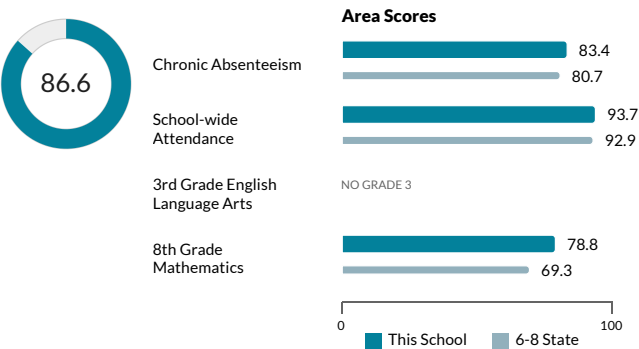 Area Scores
86.6
Chronic Absenteeism
83.4
80.7
School-wide
Attendance
93.7
92.9
3rd Grade English
Language Arts
NO GRADE 3
8th Grade
Mathematics
78.8
69.3
0
100
This School
6-8 State